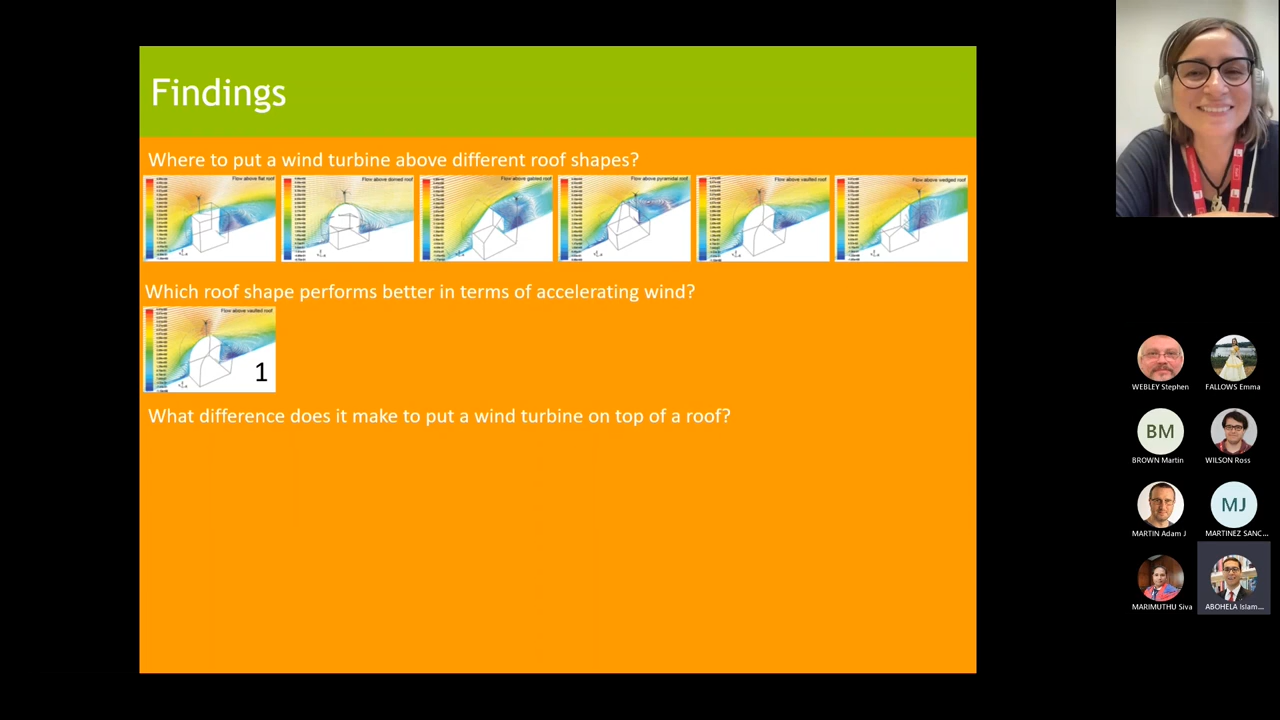 Findings
Where to put a wind turbine above different roof shapes?
Flow above flat roof
Flow above domed roof
Flow above gabled roof
Flow above pyramidal roof
Flow above vaulted roof
Flow above wedged roof
Which roof shape performs better in terms of accelerating wind?
Flow above vaulted roof
1
What difference does it make to put a wind turbine on top of a roof?
WEBLEY Stephen
FALLOWS Emma
BM
BROWN Martin
WILSON Ross
MJ
MARTIN Adam J
MARTINEZ SANC...
MARIMUTHU Siva
ABOHELA Islam...